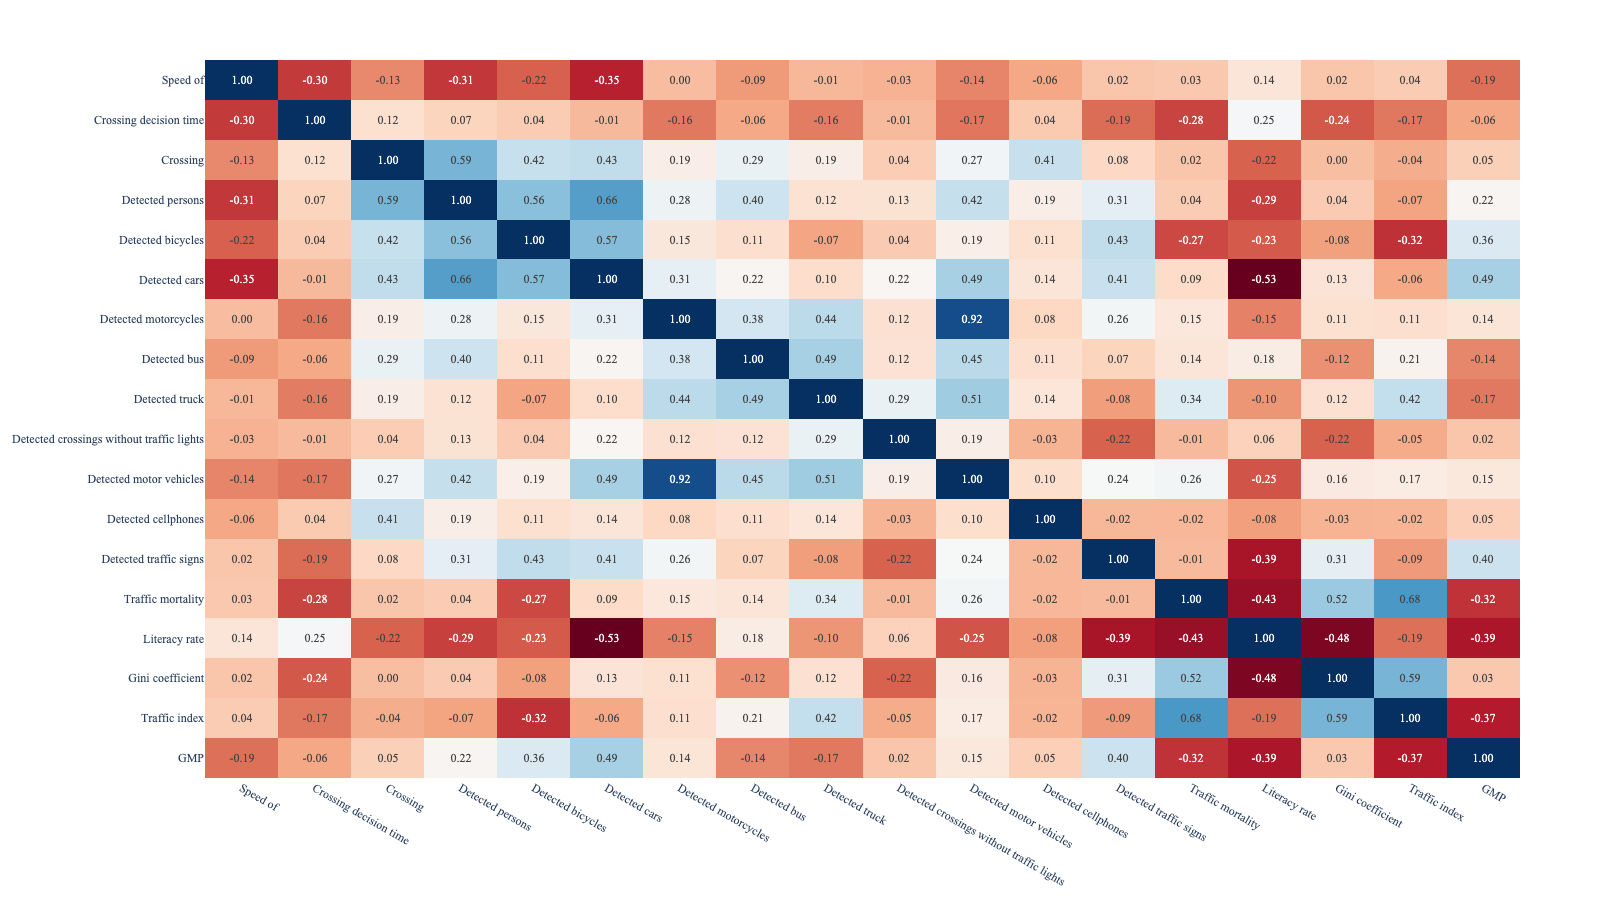 Speed of 1.00 -0.30 -0.13 -0.31 -0.22 -0.35 0.00 -0.09 -0.01 -0.03 -0.14 -0.06 0.02 0.03 0.14 0.02 0.04 -0.19
Crossing decision time -0.30 1.00 0.12 0.07 0.04 -0.01 -0.16 -0.06 -0.16 -0.01 -0.17 0.04 -0.19 -0.28 0.25 -0.24 -0.17 -0.06
Crossing -0.13 0.12 1.00 0.59 0.42 0.43 0.19 0.29 0.19 0.04 0.27 0.41 0.08 0.02 -0.22 0.00 -0.04 0.05
Detected persons -0.31 0.07 0.59 1.00 0.56 0.66 0.28 0.40 0.12 0.13 0.42 0.19 0.31 0.04 -0.29 0.04 -0.07 0.22
Detected bicycles -0.22 0.04 0.42 0.56 1.00 0.57 0.15 0.11 -0.07 0.04 0.19 0.11 0.43 -0.27 -0.23 -0.08 -0.32 0.36
Detected cars -0.35 -0.01 0.43 0.66 0.57 1.00 0.31 0.22 0.10 0.22 0.49 0.14 0.41 0.09 -0.53 0.13 -0.06 0.49
Detected motorcycles 0.00 -0.16 0.19 0.28 0.15 0.31 1.00 0.38 0.44 0.12 0.92 0.08 0.26 0.15 -0.15 0.11 0.11 0.14
Detected bus -0.09 -0.06 0.29 0.40 0.11 0.22 0.38 1.00 0.49 0.12 0.45 0.11 0.07 0.14 0.18 -0.12 0.21 -0.14
Detected truck -0.01 -0.16 0.19 0.12 -0.07 0.10 0.44 0.49 1.00 0.29 0.51 0.14 -0.08 0.34 -0.10 0.12 0.42 -0.17
Detected crossings without traffic lights -0.03 -0.01 0.04 0.13 0.04 0.22 0.12 0.12 0.29 1.00 0.19 -0.03 -0.22 -0.01 0.06 -0.22 -0.05 0.02
Detected motor vehicles -0.14 -0.17 0.27 0.42 0.19 0.49 0.92 0.45 0.51 0.19 1.00 0.10 0.24 0.26 -0.25 0.16 0.17 0.15
Detected cellphones -0.06 0.04 0.41 0.19 0.11 0.14 0.08 0.11 0.14 -0.03 0.10 1.00 -0.02 -0.02 -0.08 -0.03 -0.02 0.05
Detected traffic signs 0.02 -0.19 0.08 0.31 0.43 0.41 0.26 0.07 -0.08 -0.22 0.24 -0.02 1.00 -0.01 -0.39 0.31 -0.09 0.40
Traffic mortality 0.03 -0.28 0.02 0.04 -0.27 0.09 0.15 0.14 0.34 -0.01 0.26 -0.02 -0.01 1.00 -0.43 0.52 0.68 -0.32
Literacy rate 0.14 0.25 -0.22 -0.29 -0.23 -0.53 -0.15 0.18 -0.10 0.06 -0.25 -0.08 -0.39 -0.43 1.00 -0.48 -0.19 -0.39
Gini coefficient 0.02 -0.24 0.00 0.04 -0.08 0.13 0.11 -0.12 0.12 -0.22 0.16 -0.03 0.31 0.52 -0.48 1.00 0.59 0.03
Traffic index 0.04 -0.17 -0.04 -0.07 -0.32 -0.06 0.11 0.21 0.42 -0.05 0.17 -0.02 -0.09 0.68 -0.19 0.59 1.00 -0.37
GMP -0.19 -0.06 0.05 0.22 0.36 0.49 0.14 -0.14 -0.17 0.02 0.15 0.05 0.40 -0.32 -0.39 0.03 -0.37 1.00
Speed of
Crossing decision time
Crossing
Detected persons
Detected bicycles
Detected cars
Detected motorcycles
Detected bus
Detected truck
Detected crossings without traffic lights
Detected motor vehicles
Detected cellphones
Detected traffic signs
Traffic mortality
Literacy rate
Gini coefficient
Traffic index
GMP